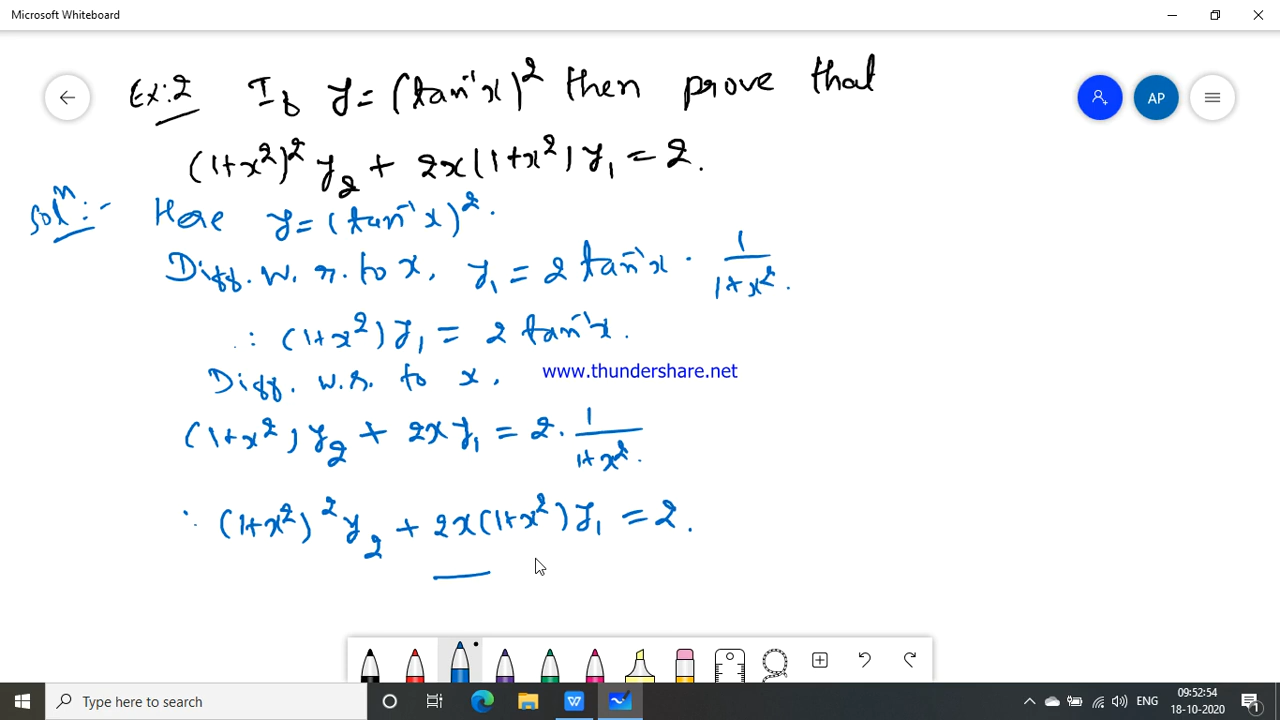 Microsoft Whiteboard
Ex:2 If y = (tan⁻¹x)² then prove that
(1+x²)² y₂ + 2x(1+x²) y₁ = 2.
Solⁿ:- Here y = (tan⁻¹x)².
Diff. w. r. to x, y₁ = 2 tan⁻¹x · 1/(1+x²).
∴ (1+x²) y₁ = 2 tan⁻¹x.
Diff. w.r. to x,
www.thundershare.net
(1+x²) y₂ + 2x y₁ = 2 · 1/(1+x²).
∴ (1+x²)² y₂ + 2x(1+x²) y₁ = 2.
AP
Type here to search
ENG
09:52:54
18-10-2020
1